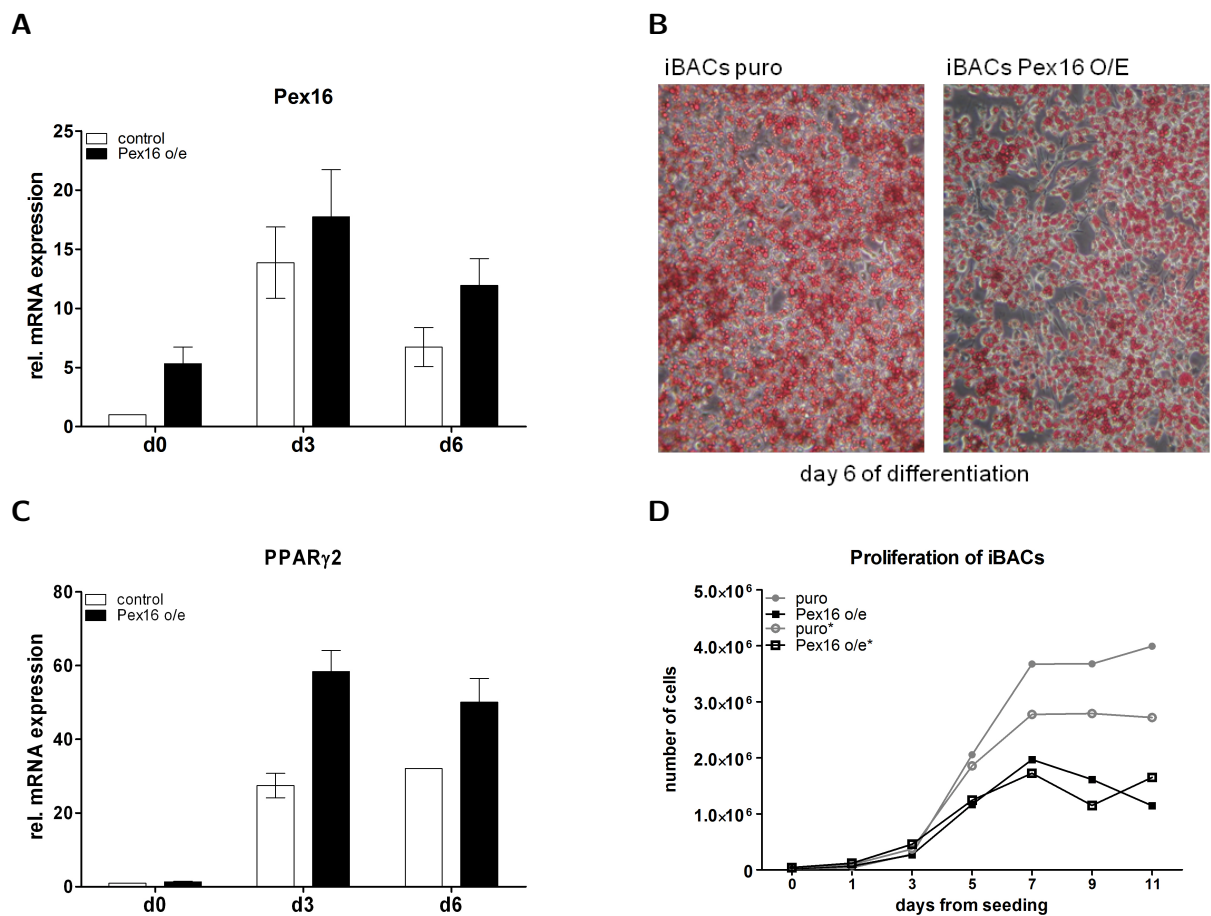 A
Pex16
25
20
15
10
5
0
rel. mRNA expression
control
Pex16 o/e
d0 d3 d6
B
iBACs puro
iBACs Pex16 O/E
day 6 of differentiation
C
PPARγ2
80
60
40
20
0
rel. mRNA expression
control
Pex16 o/e
d0 d3 d6
D
Proliferation of iBACs
5.0×10⁶
4.0×10⁶
3.0×10⁶
2.0×10⁶
1.0×10⁶
0
number of cells
puro
Pex16 o/e
puro*
Pex16 o/e*
0 1 3 5 7 9 11
days from seeding